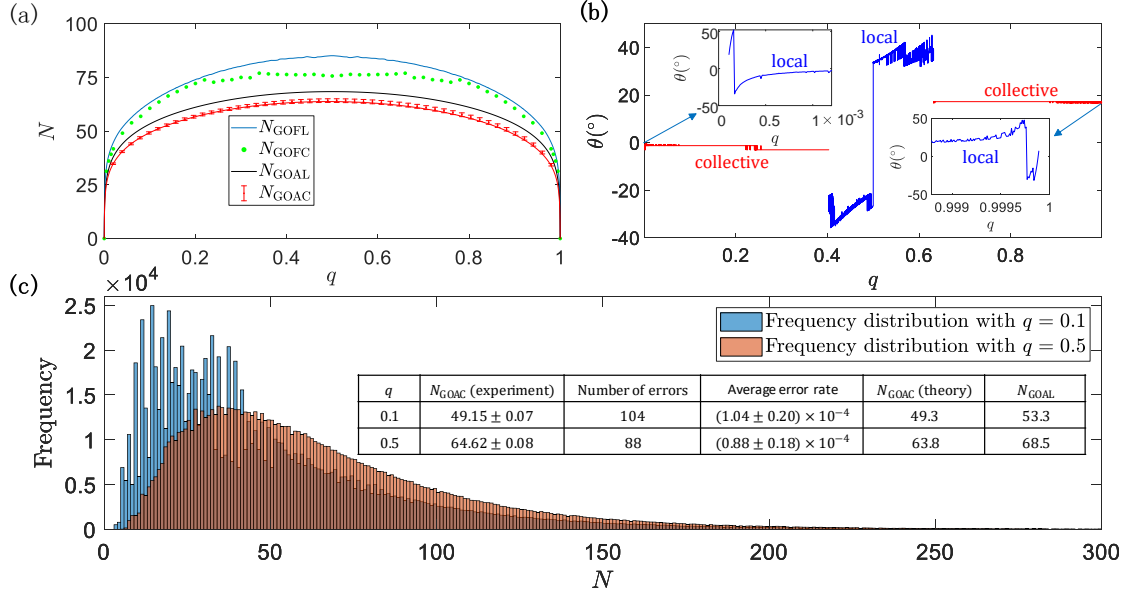 (a)
100
75
50
25
0
N
N_GOFL
N_GOFC
N_GOAL
N_GOAC
0 0.2 0.4 0.6 0.8 1
q
(b)
40
20
0
-20
-40
θ(°)
50
0
-50
θ(°)
local
0 0.5 1 × 10⁻³
q
collective
local
local
collective
50
0
-50
θ(°)
local
0.999 0.9995 1
q
0.2 0.4 0.6 0.8
q
(c)
×10⁴
2.5
2
1.5
1
0.5
0
Frequency
Frequency distribution with q = 0.1
Frequency distribution with q = 0.5
q N_GOAC (experiment) Number of errors Average error rate N_GOAC (theory) N_GOAL
0.1 49.15 ± 0.07 104 (1.04 ± 0.20) × 10⁻⁴ 49.3 53.3
0.5 64.62 ± 0.08 88 (0.88 ± 0.18) × 10⁻⁴ 63.8 68.5
0 50 100 150 200 250 300
N